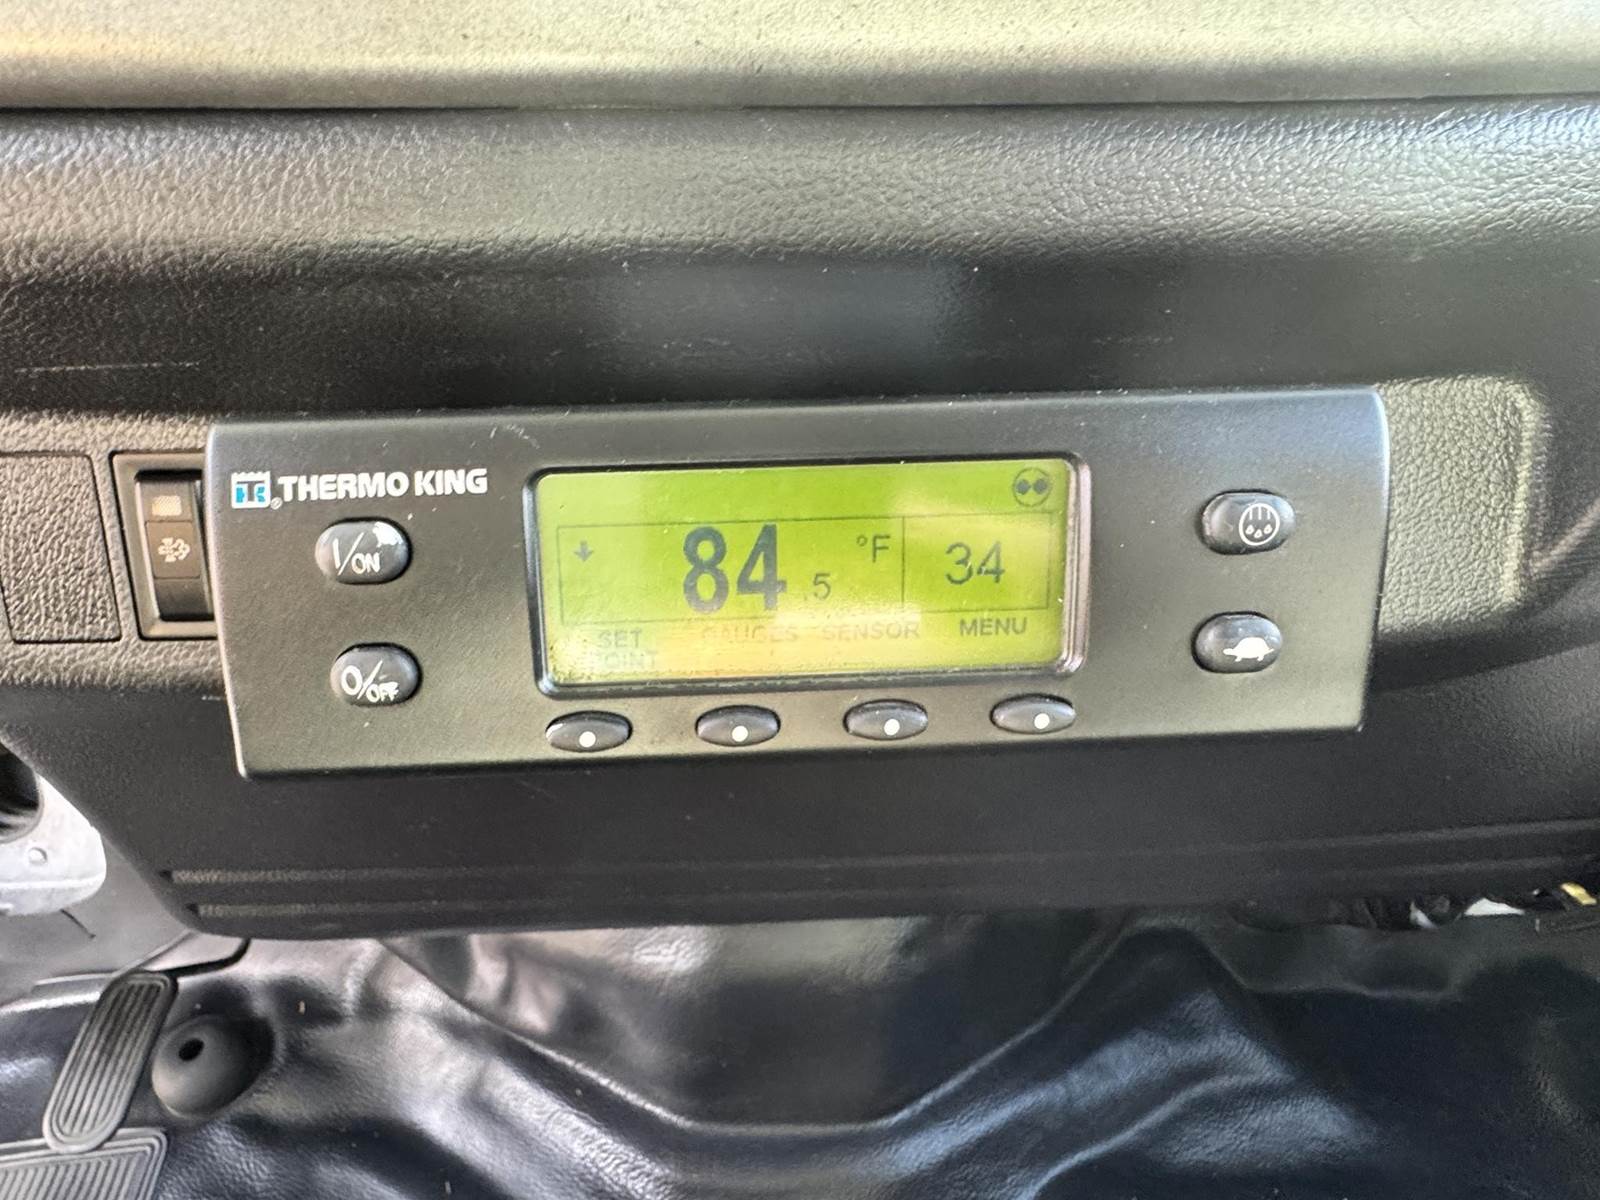 THERMO KING
I/ON
O/OFF
84.5 °F 34
SET POINT
GAUGES
SENSOR
MENU